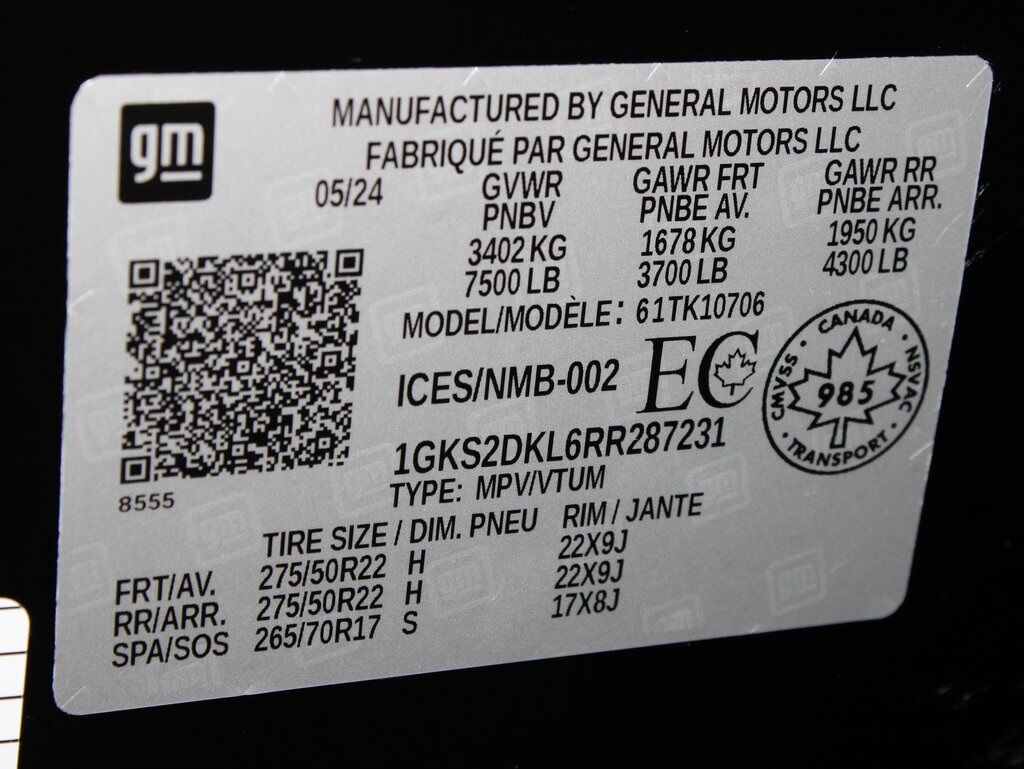 gm
MANUFACTURED BY GENERAL MOTORS LLC
FABRIQUÉ PAR GENERAL MOTORS LLC
05/24 GVWR GAWR FRT GAWR RR
PNBV PNBE AV. PNBE ARR.
3402 KG 1678 KG 1950 KG
7500 LB 3700 LB 4300 LB
MODEL/MODÈLE: 61TK10706
ICES/NMB-002 EC
CANADA
CMVSS 985 NSVAC
TRANSPORT
1GKS2DKL6RR287231
8555 TYPE: MPV/VTUM
TIRE SIZE / DIM. PNEU RIM / JANTE
FRT/AV. 275/50R22 H 22X9J
RR/ARR. 275/50R22 H 22X9J
SPA/SOS 265/70R17 S 17X8J